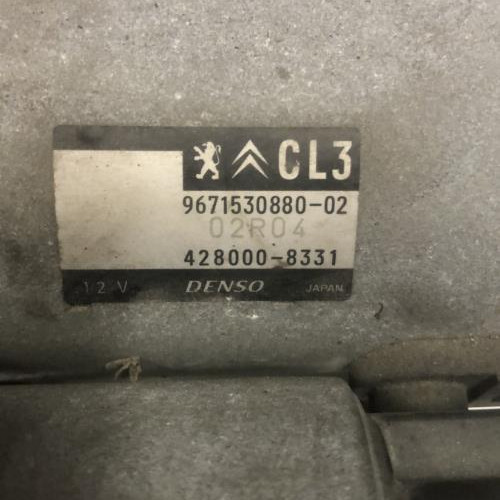 CL3
9671530880-02
02R04
428000-8331
12V DENSO JAPAN